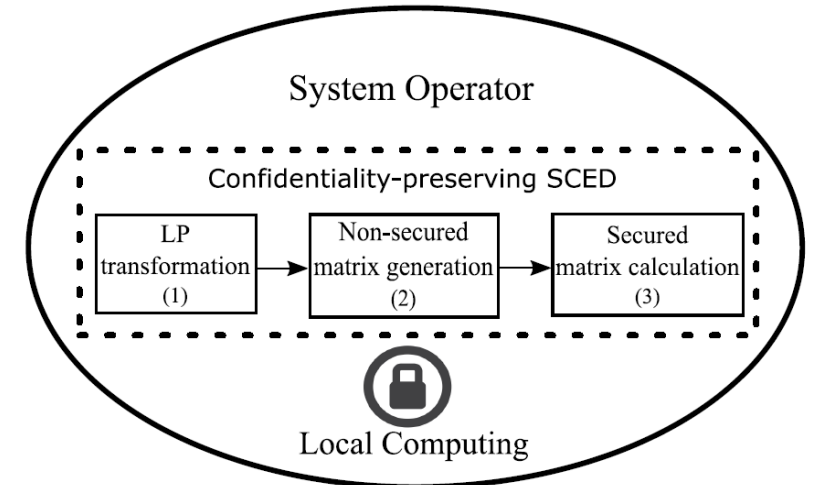 System Operator
Confidentiality-preserving SCED
LP
transformation
(1)
Non-secured
matrix generation
(2)
Secured
matrix calculation
(3)
Local Computing